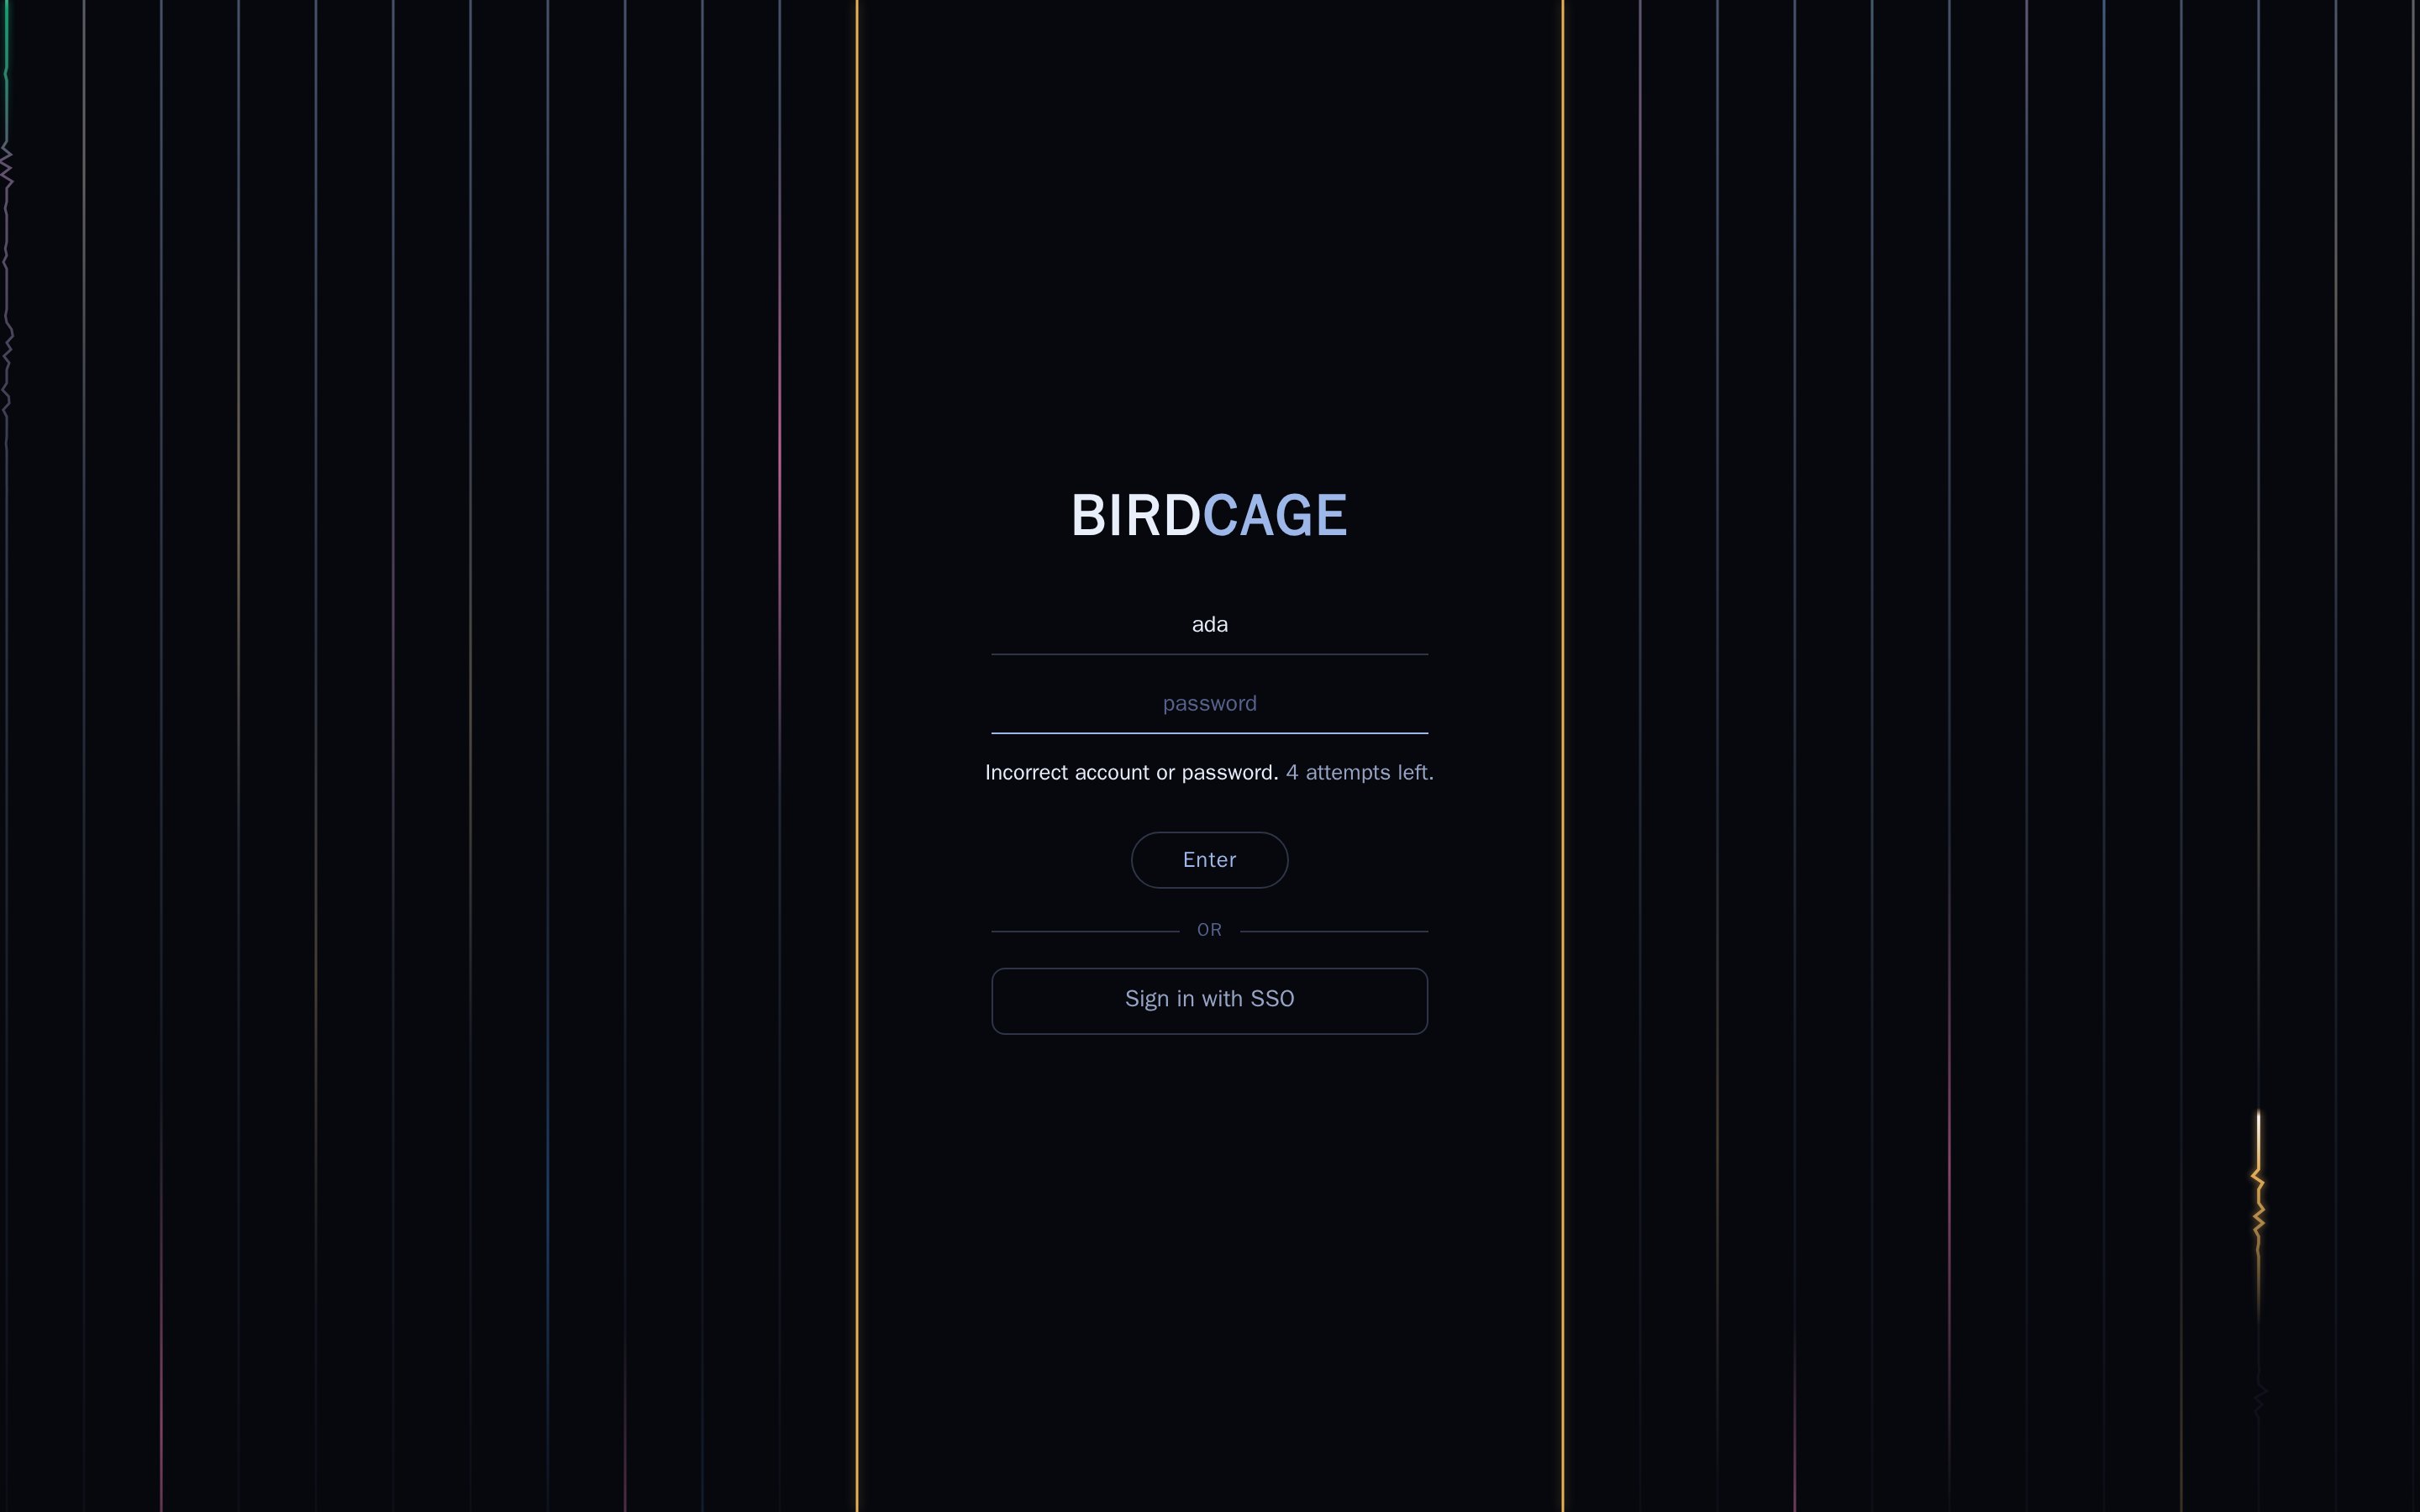 BIRDCAGE
ada
password
Incorrect account or password. 4 attempts left.
Enter
OR
Sign in with SSO